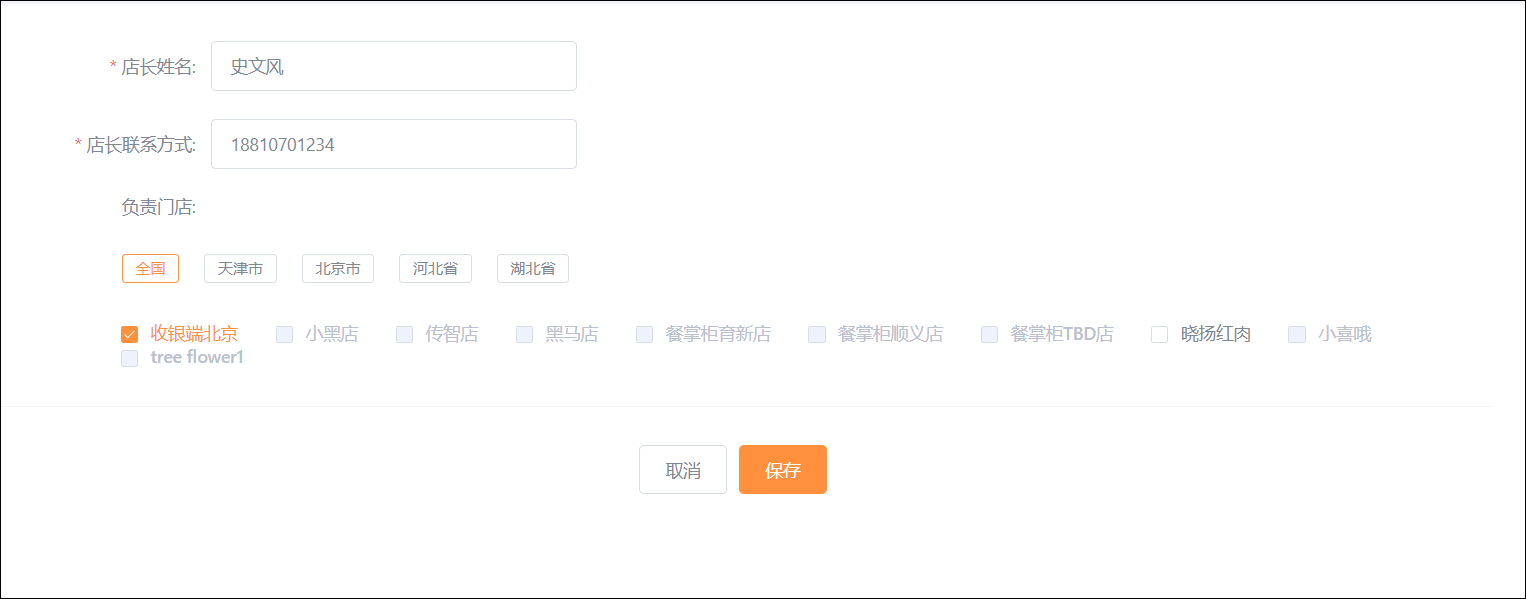 * 店长姓名: 史文风
* 店长联系方式: 18810701234
负责门店:
全国 天津市 北京市 河北省 湖北省
收银端北京 小黑店 传智店 黑马店 餐掌柜育新店 餐掌柜顺义店 餐掌柜TBD店 晓扬红肉 小喜哦
tree flower1
取消 保存